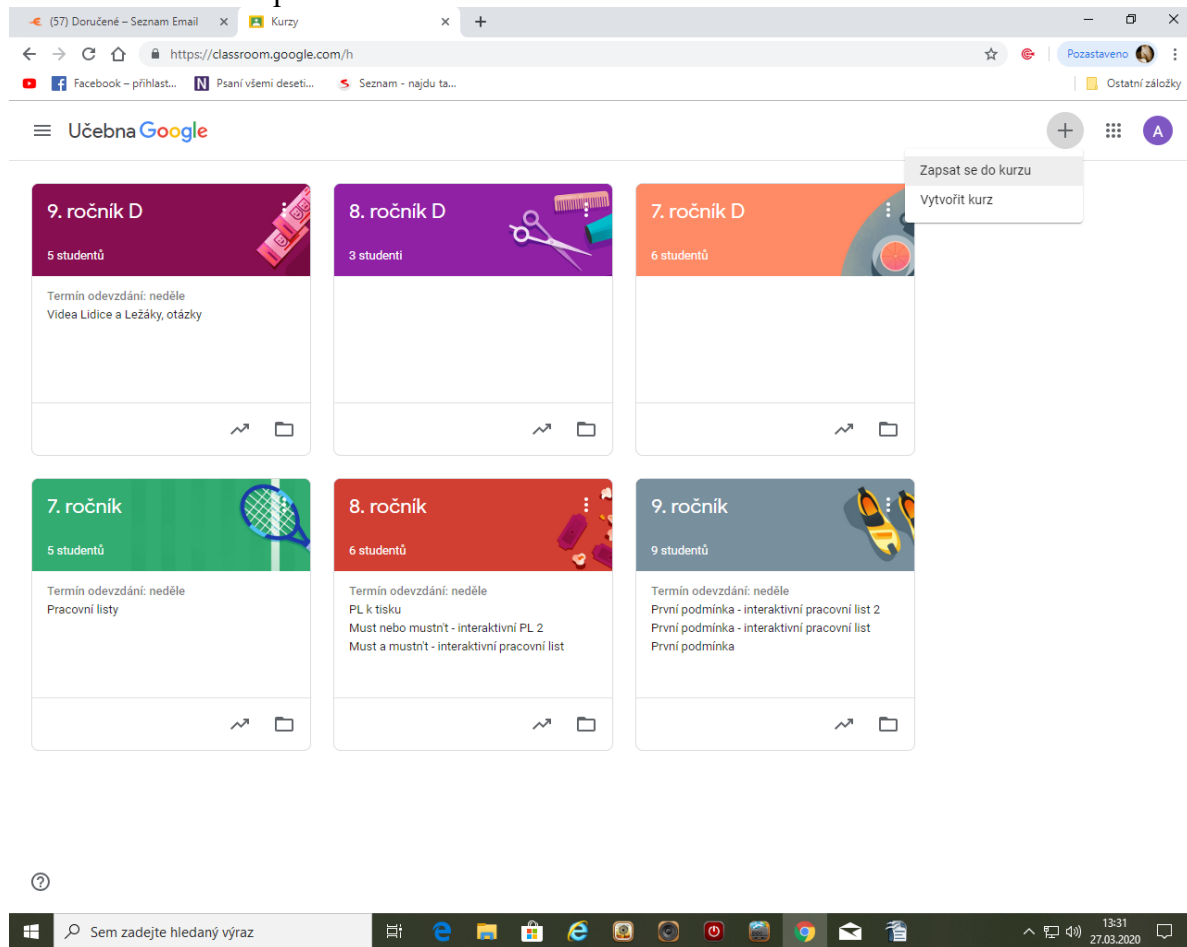 (57) Doručené – Seznam Email
Kurzy
https://classroom.google.com/h
Pozastaveno
Facebook – přihlast...
Psaní všemi deseti...
Seznam - najdu ta...
Ostatní záložky
Učebna Google
A
Zapsat se do kurzu
Vytvořit kurz
9. ročník D
5 studentů
Termín odevzdání: neděle
Videa Lidice a Ležáky, otázky
8. ročník D
3 studenti
7. ročník D
6 studentů
7. ročník
5 studentů
Termín odevzdání: neděle
Pracovní listy
8. ročník
6 studentů
Termín odevzdání: neděle
PL k tisku
Must nebo mustn't - interaktivní PL 2
Must a mustn't - interaktivní pracovní list
9. ročník
9 studentů
Termín odevzdání: neděle
První podmínka - interaktivní pracovní list 2
První podmínka - interaktivní pracovní list
První podmínka
Sem zadejte hledaný výraz
13:31
27.03.2020